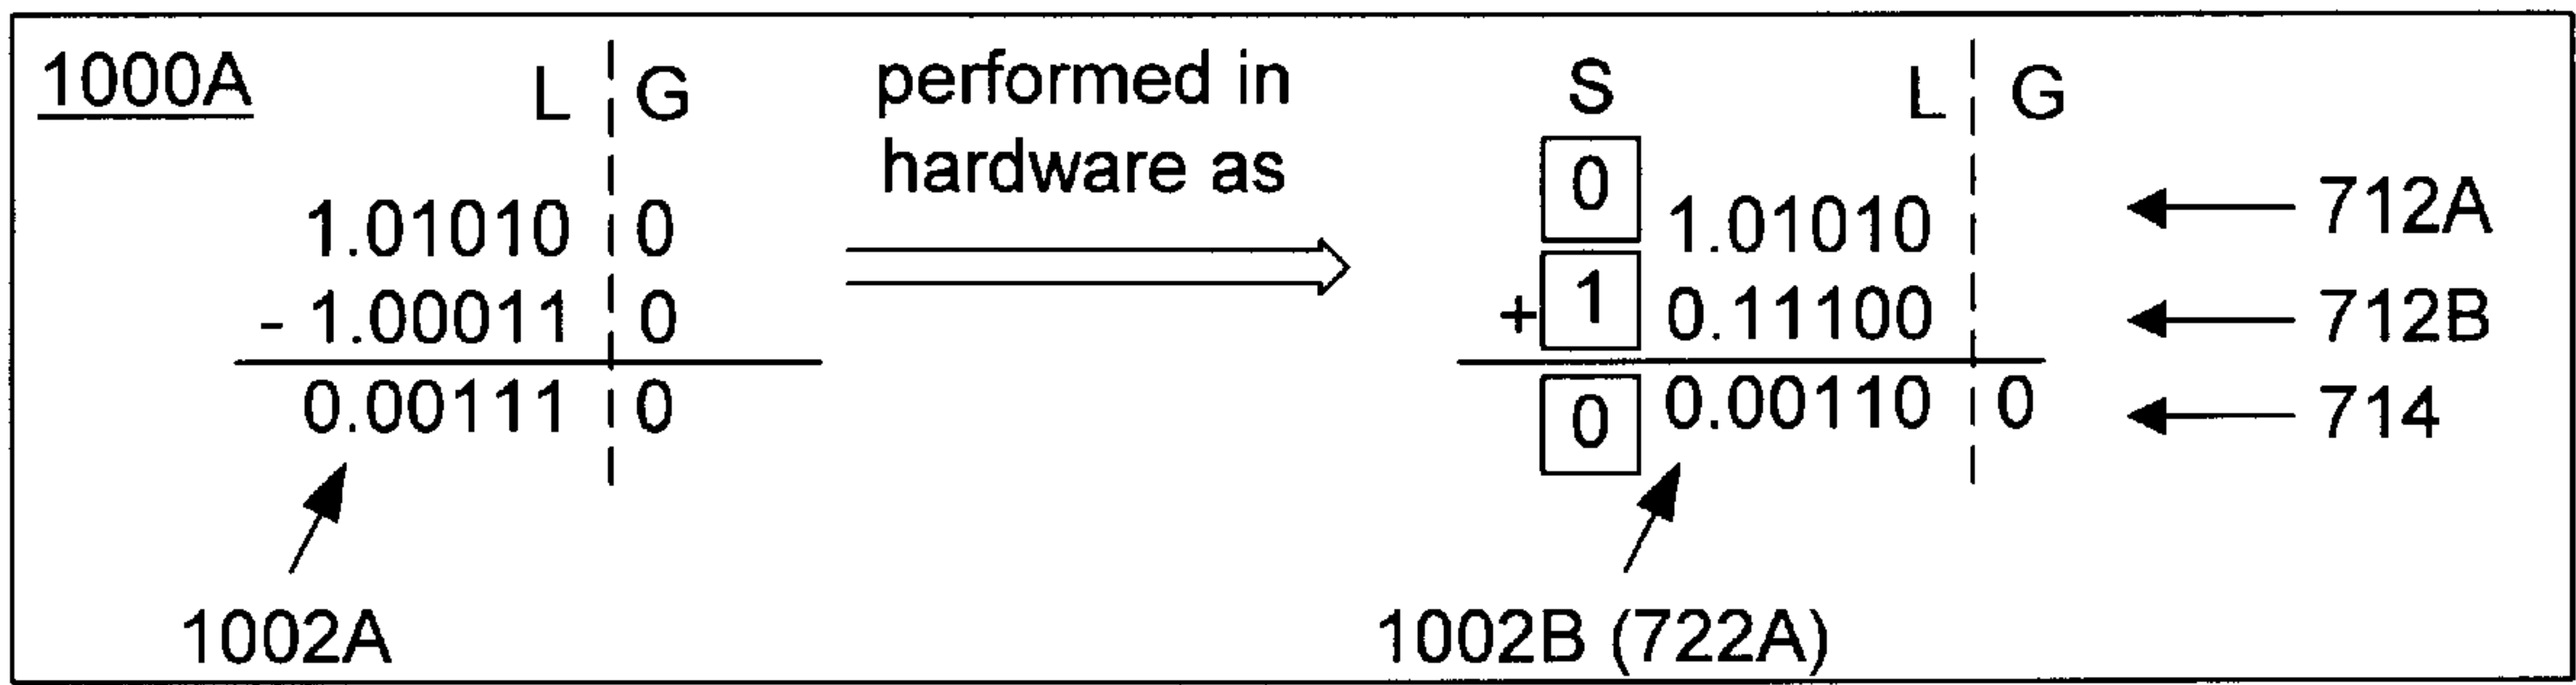 1000A L G performed in S L G
hardware as 0
1.01010 0 1.01010 712A
- 1.00011 0 + 1 0.11100 712B
0.00111 0 0 0.00110 0 714
1002A 1002B (722A)